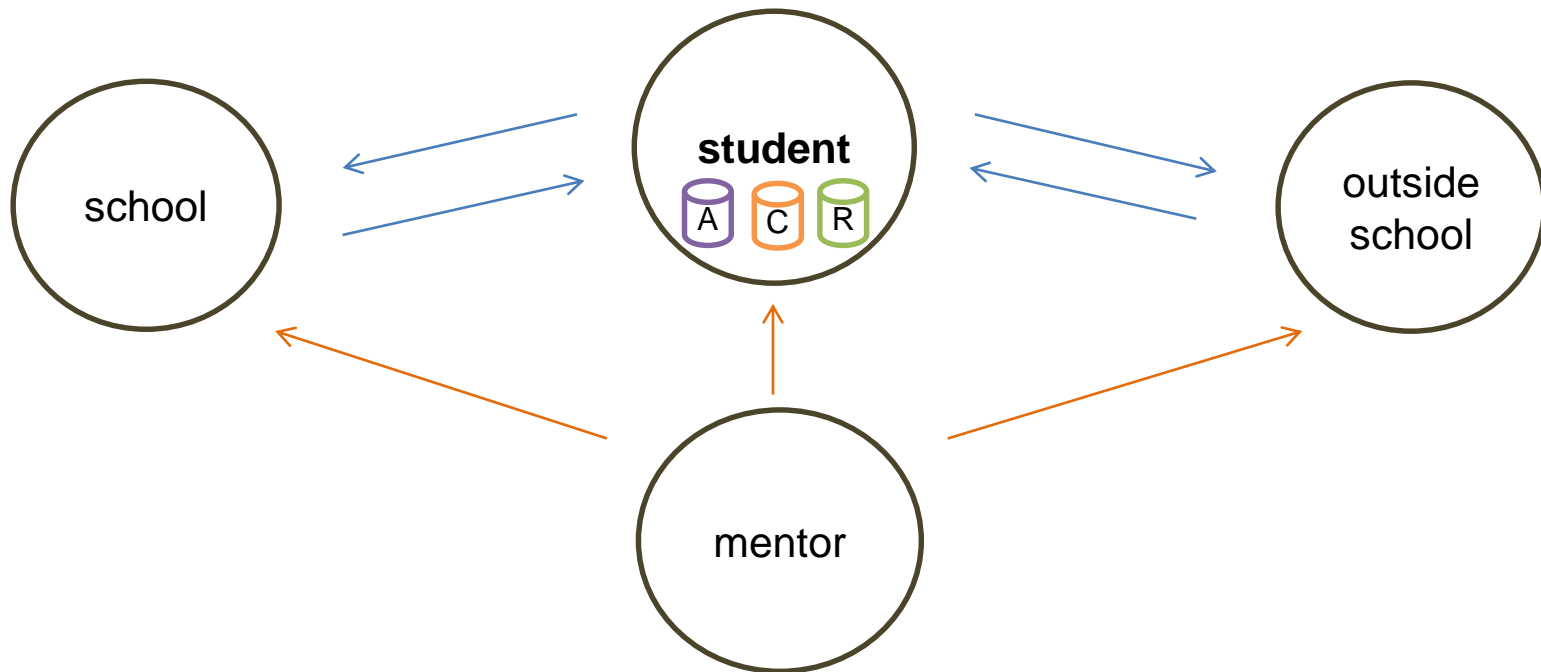 student
A C R
school
outside
school
mentor